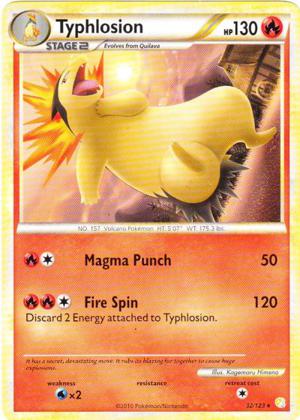 Typhlosion
HP 130
STAGE 2
Evolves from Quilava
NO. 157 Volcano Pokémon HT: 5'07" WT: 175.3 lbs.
Magma Punch 50
Fire Spin 120
Discard 2 Energy attached to Typhlosion.
It has a secret, devastating move. It rubs its blazing fur together to cause huge
explosions.
Illus. Kagemaru Himeno
weakness resistance retreat cost
×2
32/123
©2010 Pokémon/Nintendo